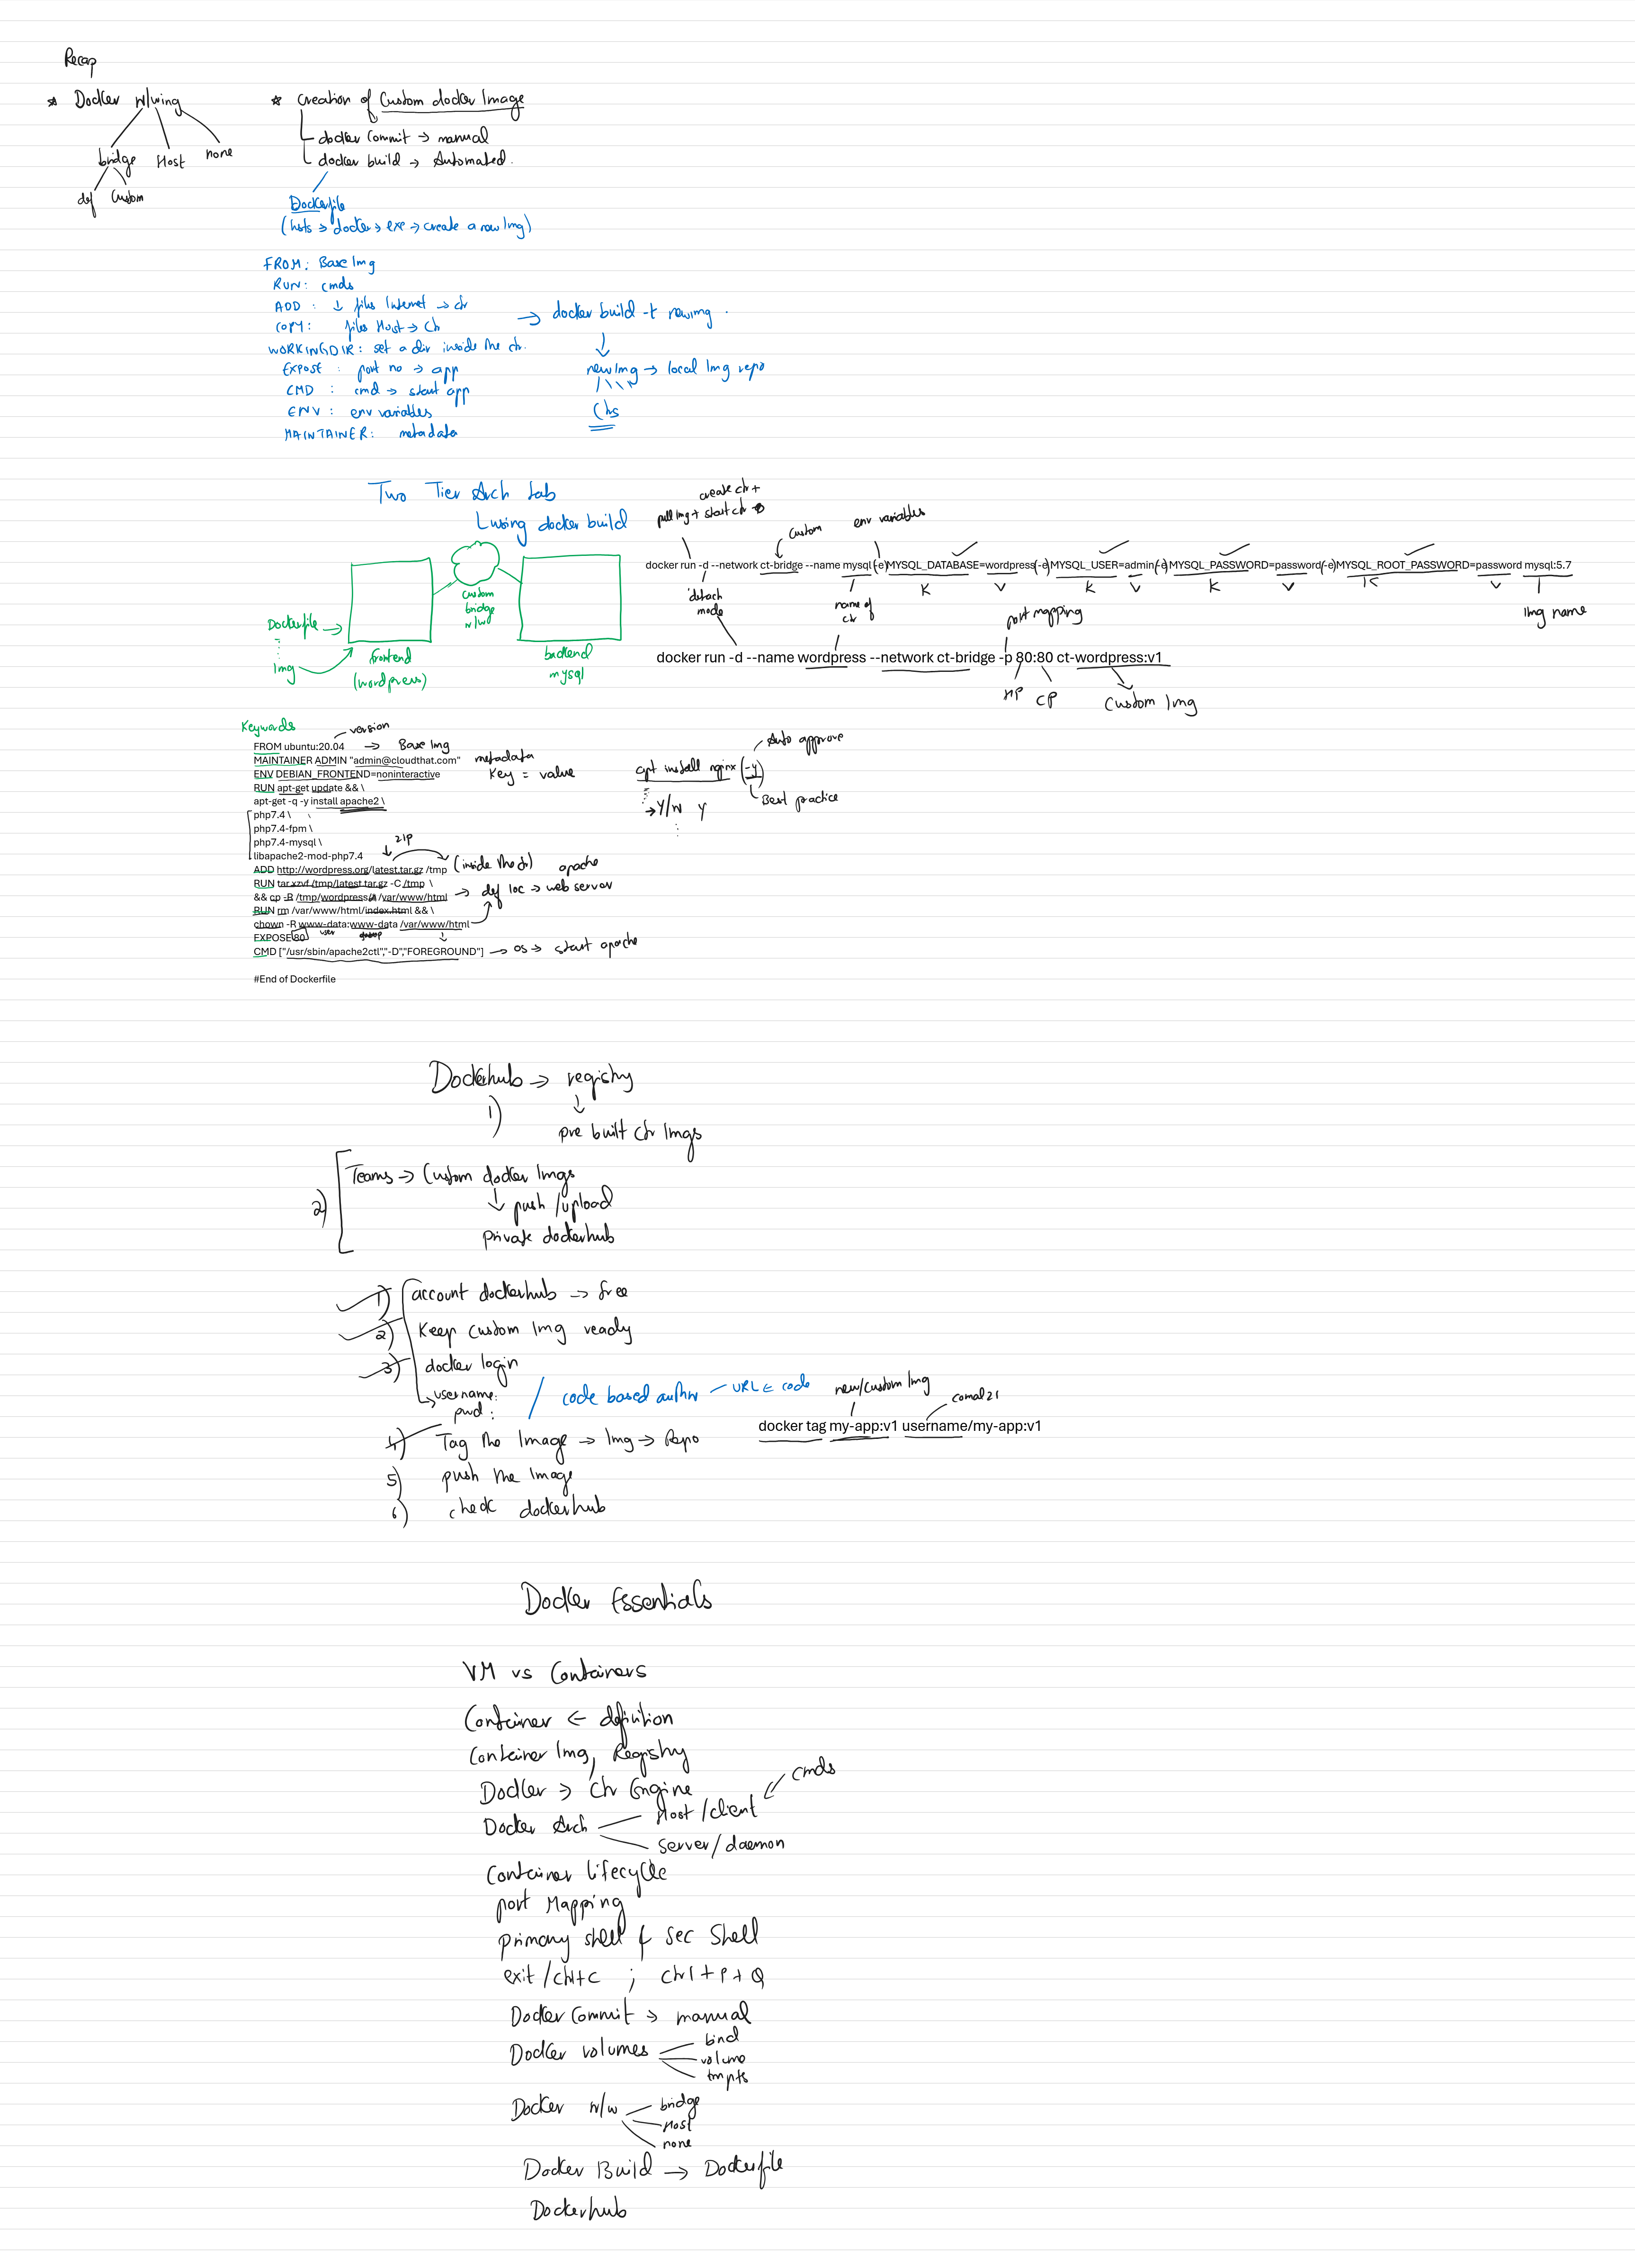 Recap
* Docker n/wing
bridge Host none
def Custom
* Creation of Custom docker Image
docker commit → manual
docker build → Automated.
Dockerfile
(Insts → docker → exe → create a new Img)
FROM: Base Img
RUN: cmds
ADD: ↓ files Internet → ctr
COPY: files Host → Ctr
WORKINGDIR: set a dir inside the ctr.
EXPOSE: port no → app
CMD: cmd → start app
ENV: env variables
MAINTAINER: metadata
→ docker build -t newimg .
↓
newImg → local Img repo
Ctrs
Two Tier Arch Lab
using docker build
Dockerfile →
Img
frontend
(wordpress)
custom
bridge
n/w
backend
mysql
create ctr +
pull img + start ctr
custom
env variables
docker run -d --network ct-bridge --name mysql -e MYSQL_DATABASE=wordpress -e MYSQL_USER=admin -e MYSQL_PASSWORD=password -e MYSQL_ROOT_PASSWORD=password mysql:5.7
K V K V K V K V
detach
mode
name of
ctr
Img name
port mapping
docker run -d --name wordpress --network ct-bridge -p 80:80 ct-wordpress:v1
HP CP Custom Img
Keywords
version
FROM ubuntu:20.04 → Base Img
MAINTAINER ADMIN "admin@cloudthat.com" metadata
ENV DEBIAN_FRONTEND=noninteractive Key = value
RUN apt-get update && \
apt-get -q -y install apache2 \
php7.4 \
php7.4-fpm \
php7.4-mysql \
libapache2-mod-php7.4
zip
ADD http://wordpress.org/latest.tar.gz /tmp (inside the ctr) apache
RUN tar xzvf /tmp/latest.tar.gz -C /tmp \
&& cp -R /tmp/wordpress/* /var/www/html → def loc → web server
RUN rm /var/www/html/index.html && \
chown -R www-data:www-data /var/www/html
user group
EXPOSE 80
CMD ["/usr/sbin/apache2ctl","-D","FOREGROUND"] → os → start apache
#End of Dockerfile
Auto approve
apt install nginx (-y)
Best practice
→ Y/N y
Dockerhub → registry
1) ↓
pre built ctr Imgs
2) Teams → Custom docker Imgs
↓ push/upload
private dockerhub
1) account dockerhub → free
2) Keep custom Img ready
3) docker login
username:
pwd:
/ code based authn – URL ← code
new/custom Img
comal21
docker tag my-app:v1 username/my-app:v1
4) Tag the Image → Img → Repo
5) push the Image
6) check dockerhub
Docker Essentials
VM vs Containers
Container ← definition
Container Img, Registry
Docker → Ctr Engine
cmds
Docker Arch Host/client
Server/daemon
Container lifecycle
port Mapping
primary shell & Sec Shell
exit/ctrl+c ; ctrl+P+Q
Docker Commit → manual
Docker volumes bind
volume
tmpfs
Docker n/w bridge
Host
none
Docker Build → Dockerfile
Dockerhub